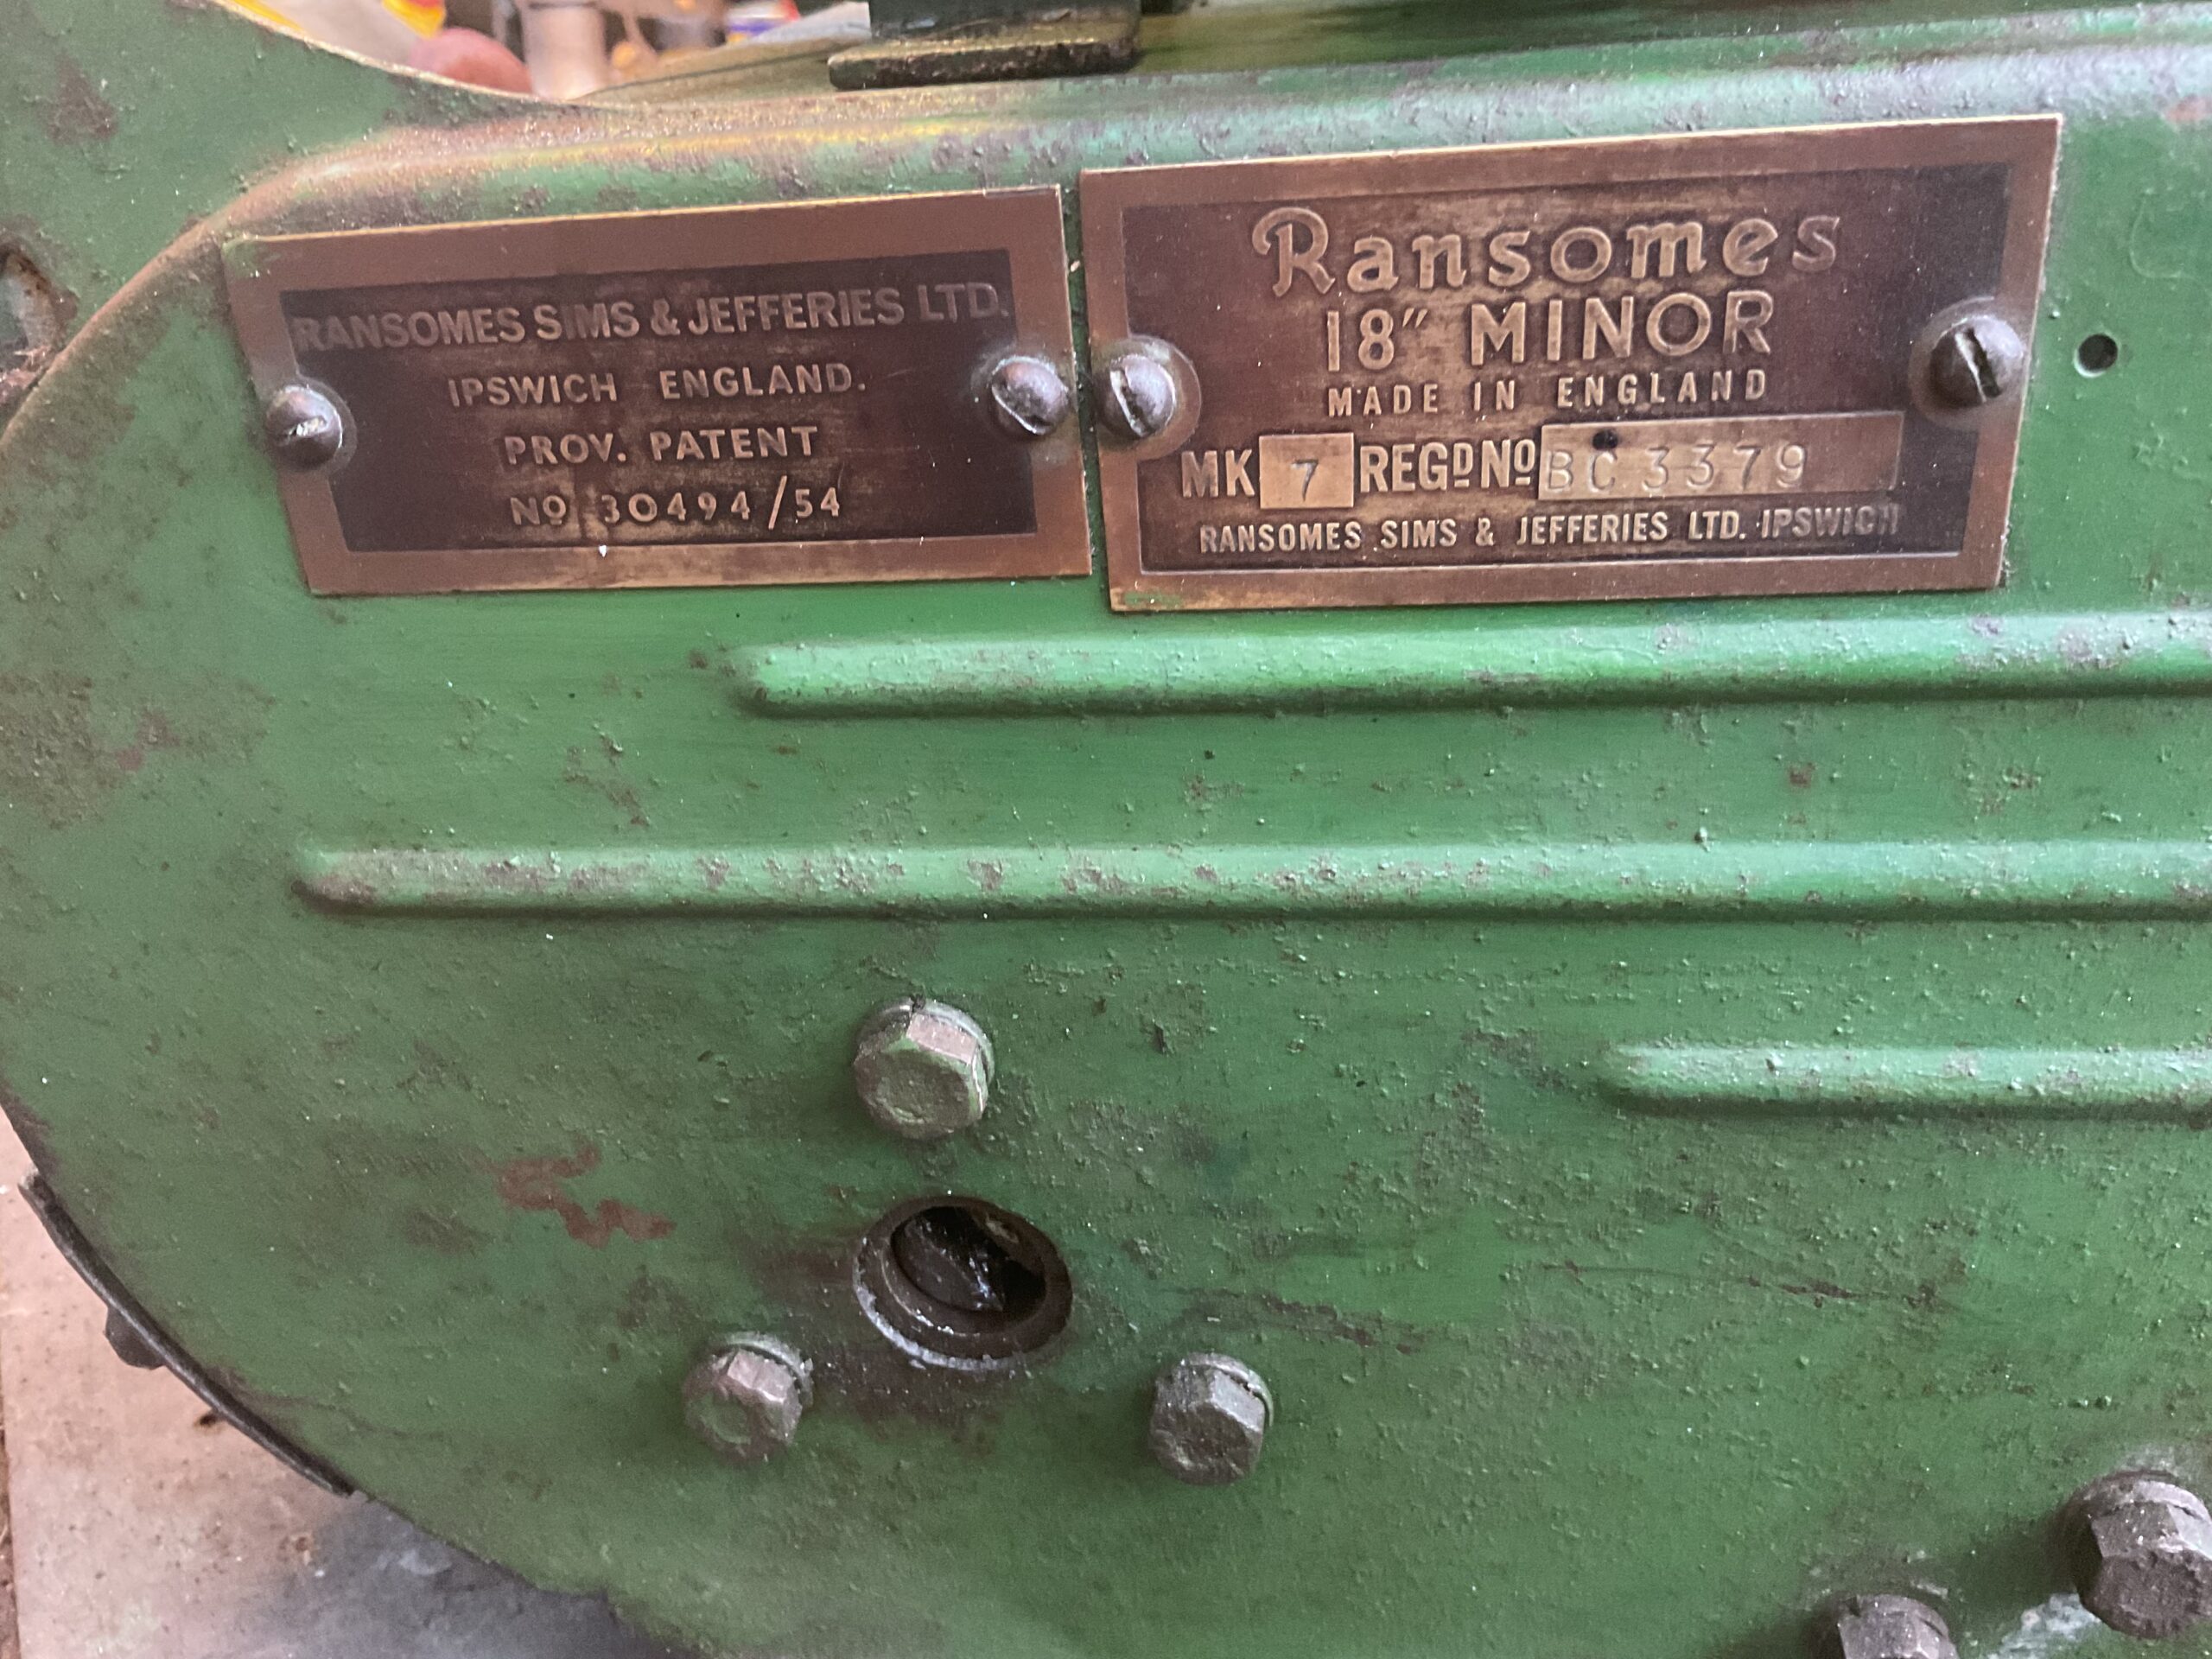 RANSOMES SIMS & JEFFERIES LTD.
IPSWICH ENGLAND.
PROV. PATENT
Nº 30494/54
Ransomes
18" MINOR
MADE IN ENGLAND
MK 7 REGD Nº BC 3379
RANSOMES SIMS & JEFFERIES LTD. IPSWICH